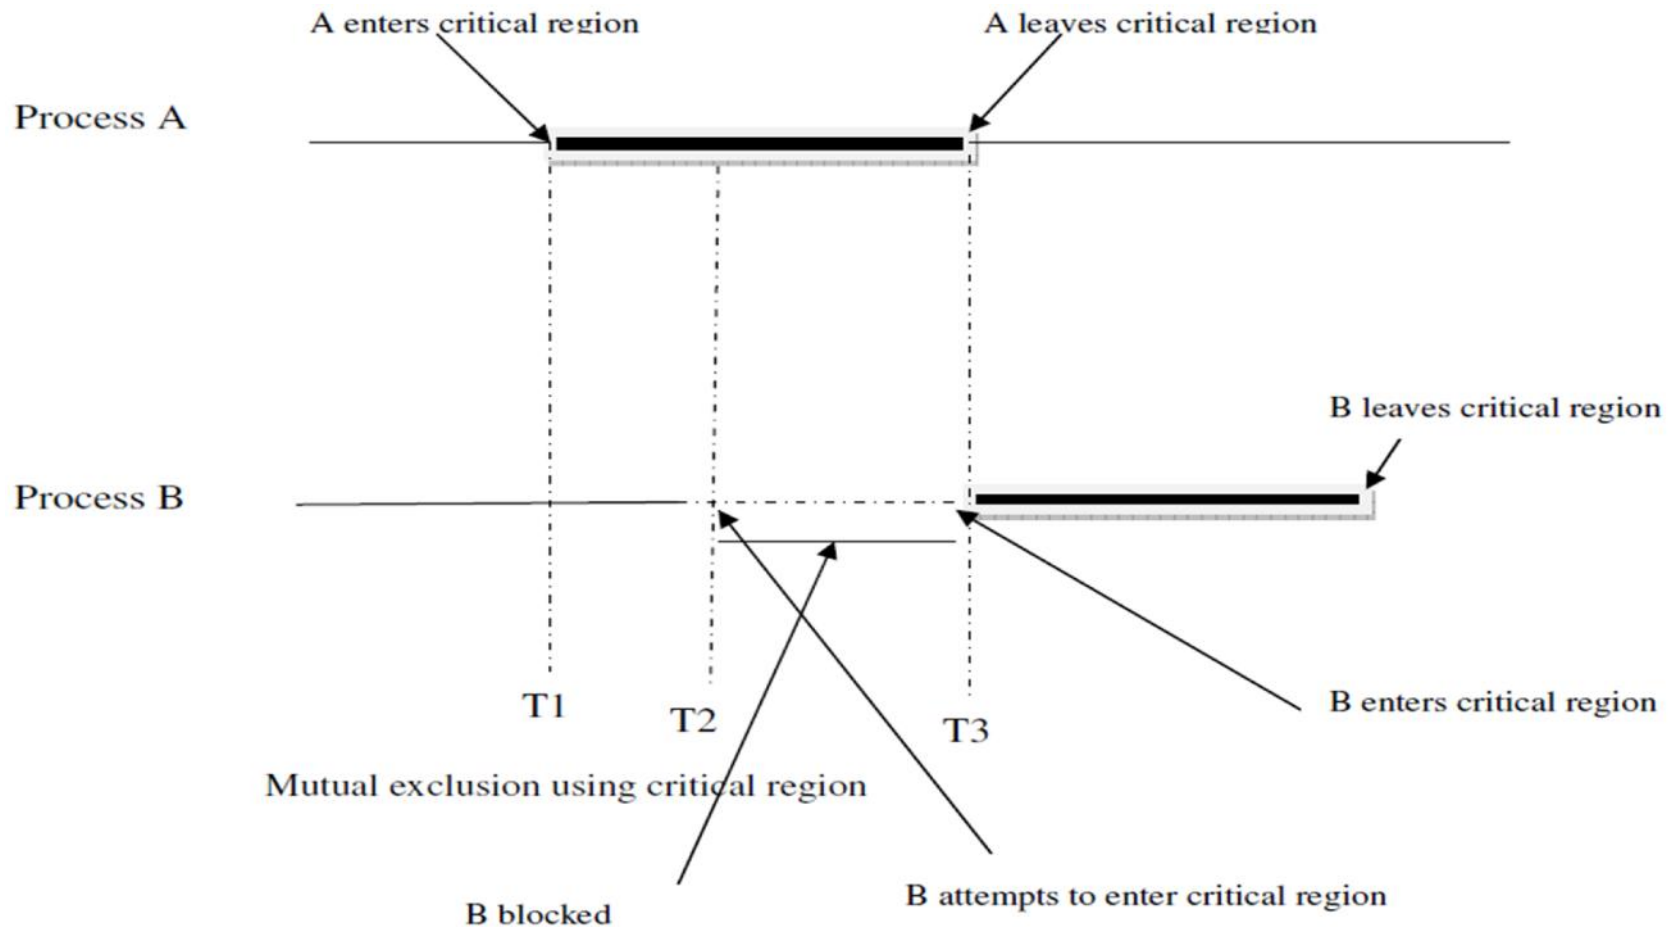 A enters critical region
A leaves critical region
Process A
B leaves critical region
Process B
B enters critical region
T1
T2
T3
Mutual exclusion using critical region
B attempts to enter critical region
B blocked